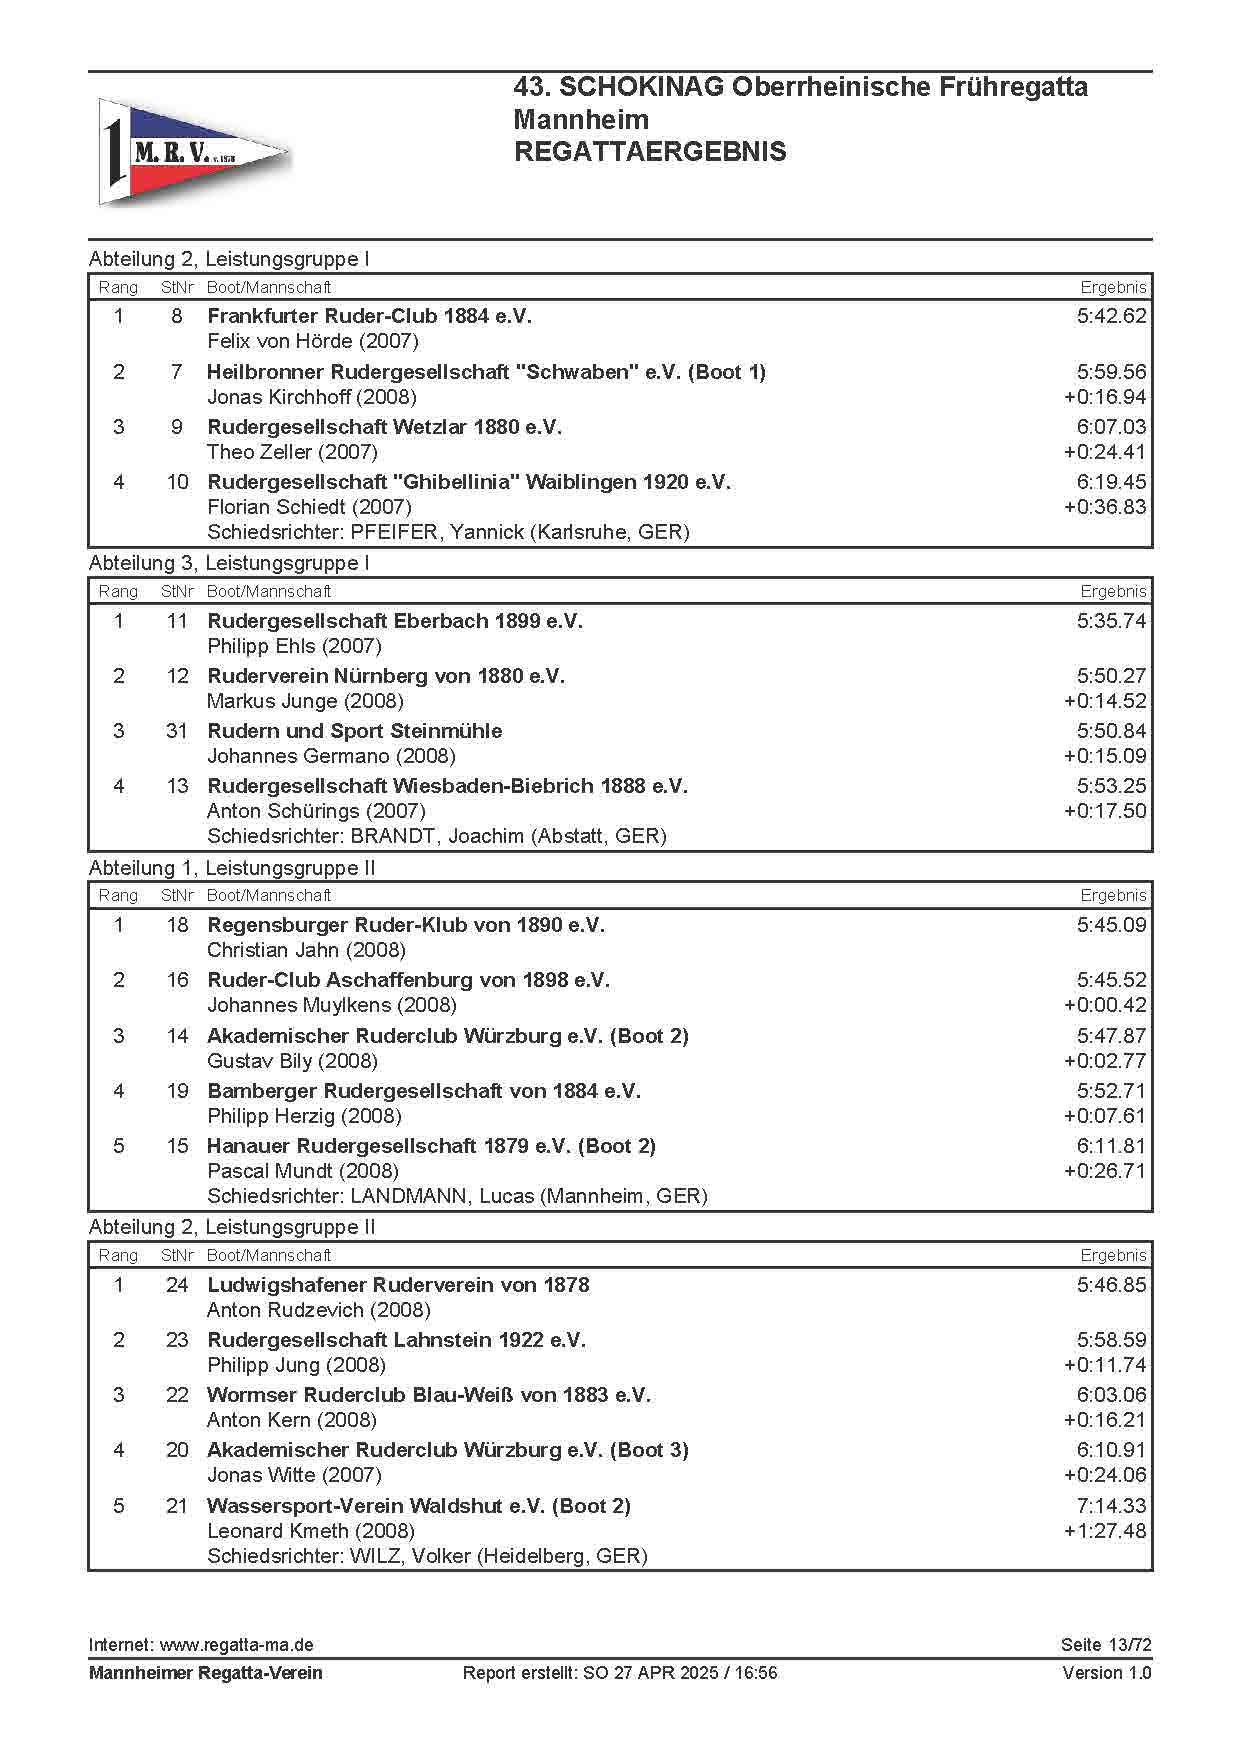 43. SCHOKINAG Oberrheinische Frühregatta
Mannheim
REGATTAERGEBNIS
1 M. R. V. v. 1878
Abteilung 2, Leistungsgruppe I
Rang StNr Boot/Mannschaft Ergebnis
1 8 Frankfurter Ruder-Club 1884 e.V. 5:42.62
Felix von Hörde (2007)
2 7 Heilbronner Rudergesellschaft "Schwaben" e.V. (Boot 1) 5:59.56
Jonas Kirchhoff (2008) +0:16.94
3 9 Rudergesellschaft Wetzlar 1880 e.V. 6:07.03
Theo Zeller (2007) +0:24.41
4 10 Rudergesellschaft "Ghibellinia" Waiblingen 1920 e.V. 6:19.45
Florian Schiedt (2007) +0:36.83
Schiedsrichter: PFEIFER, Yannick (Karlsruhe, GER)
Abteilung 3, Leistungsgruppe I
Rang StNr Boot/Mannschaft Ergebnis
1 11 Rudergesellschaft Eberbach 1899 e.V. 5:35.74
Philipp Ehls (2007)
2 12 Ruderverein Nürnberg von 1880 e.V. 5:50.27
Markus Junge (2008) +0:14.52
3 31 Rudern und Sport Steinmühle 5:50.84
Johannes Germano (2008) +0:15.09
4 13 Rudergesellschaft Wiesbaden-Biebrich 1888 e.V. 5:53.25
Anton Schürings (2007) +0:17.50
Schiedsrichter: BRANDT, Joachim (Abstatt, GER)
Abteilung 1, Leistungsgruppe II
Rang StNr Boot/Mannschaft Ergebnis
1 18 Regensburger Ruder-Klub von 1890 e.V. 5:45.09
Christian Jahn (2008)
2 16 Ruder-Club Aschaffenburg von 1898 e.V. 5:45.52
Johannes Muylkens (2008) +0:00.42
3 14 Akademischer Ruderclub Würzburg e.V. (Boot 2) 5:47.87
Gustav Bily (2008) +0:02.77
4 19 Bamberger Rudergesellschaft von 1884 e.V. 5:52.71
Philipp Herzig (2008) +0:07.61
5 15 Hanauer Rudergesellschaft 1879 e.V. (Boot 2) 6:11.81
Pascal Mundt (2008) +0:26.71
Schiedsrichter: LANDMANN, Lucas (Mannheim, GER)
Abteilung 2, Leistungsgruppe II
Rang StNr Boot/Mannschaft Ergebnis
1 24 Ludwigshafener Ruderverein von 1878 5:46.85
Anton Rudzevich (2008)
2 23 Rudergesellschaft Lahnstein 1922 e.V. 5:58.59
Philipp Jung (2008) +0:11.74
3 22 Wormser Ruderclub Blau-Weiß von 1883 e.V. 6:03.06
Anton Kern (2008) +0:16.21
4 20 Akademischer Ruderclub Würzburg e.V. (Boot 3) 6:10.91
Jonas Witte (2007) +0:24.06
5 21 Wassersport-Verein Waldshut e.V. (Boot 2) 7:14.33
Leonard Kmeth (2008) +1:27.48
Schiedsrichter: WILZ, Volker (Heidelberg, GER)
Internet: www.regatta-ma.de Seite 13/72
Mannheimer Regatta-Verein Report erstellt: SO 27 APR 2025 / 16:56 Version 1.0